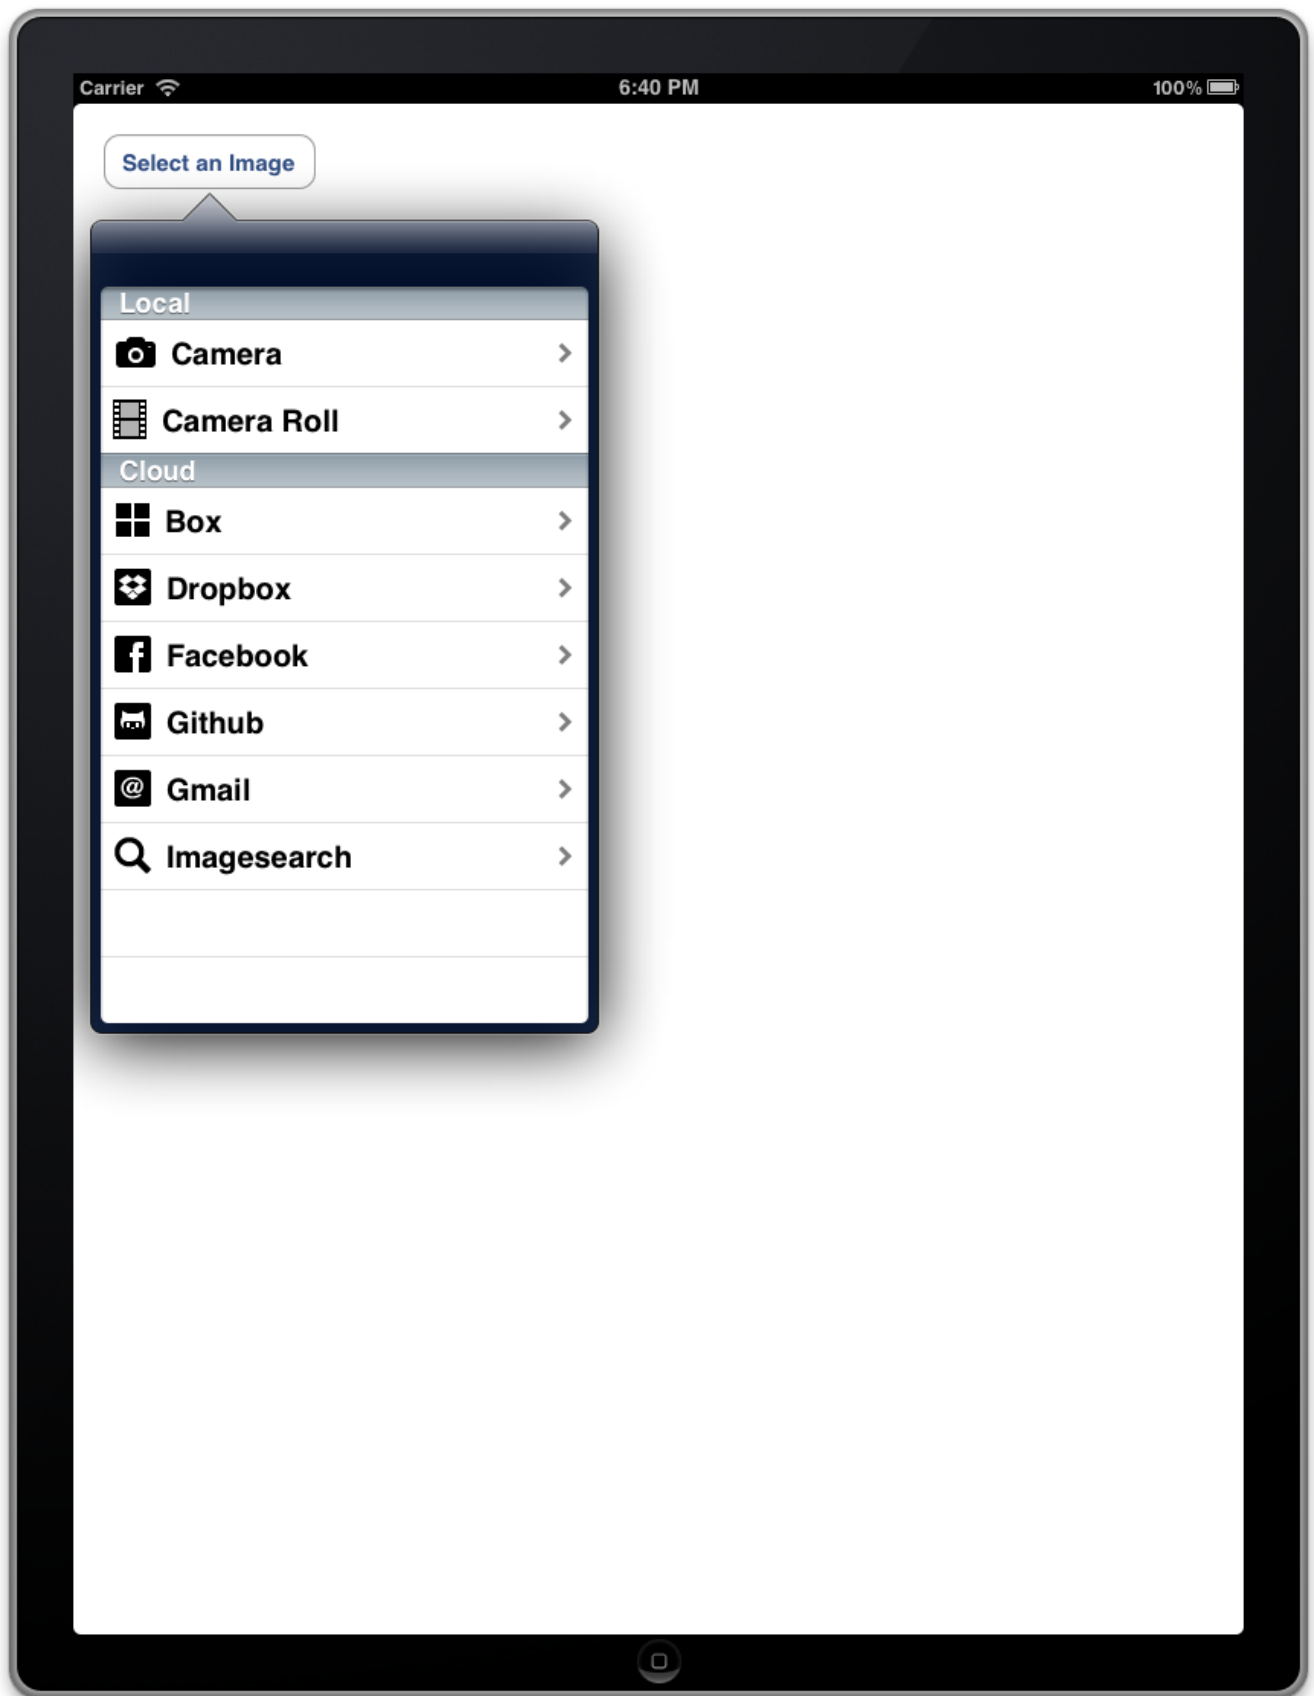 Carrier 6:40 PM 100%
Select an Image
Local
Camera
Camera Roll
Cloud
Box
Dropbox
Facebook
Github
@ Gmail
Imagesearch